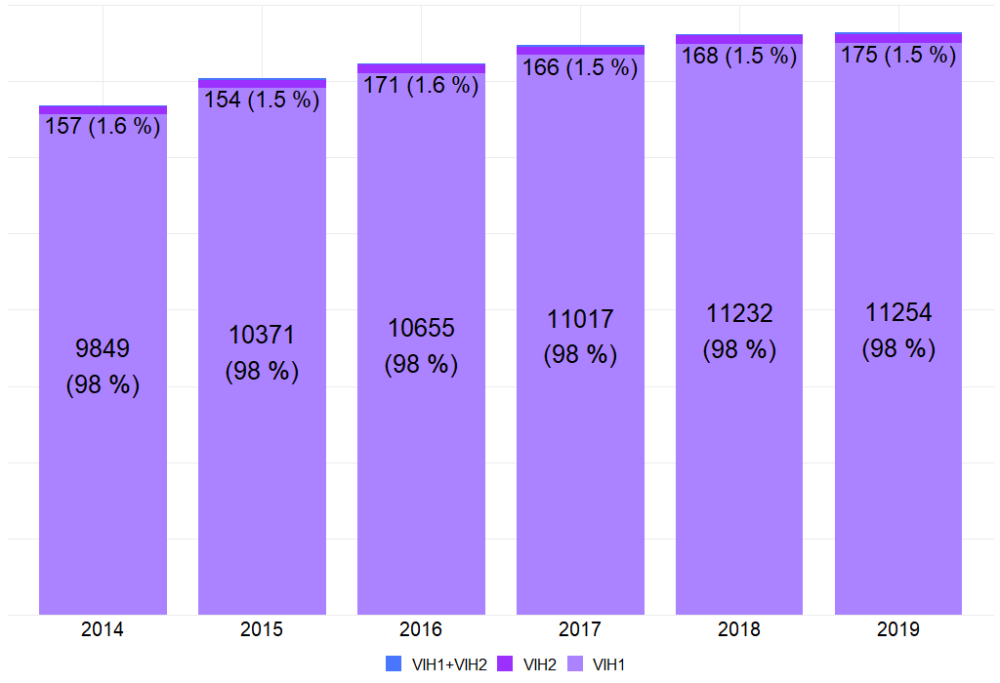 157 (1.6 %)
154 (1.5 %)
171 (1.6 %)
166 (1.5 %)
168 (1.5 %)
175 (1.5 %)
9849
(98 %)
10371
(98 %)
10655
(98 %)
11017
(98 %)
11232
(98 %)
11254
(98 %)
2014 2015 2016 2017 2018 2019
VIH1+VIH2 VIH2 VIH1